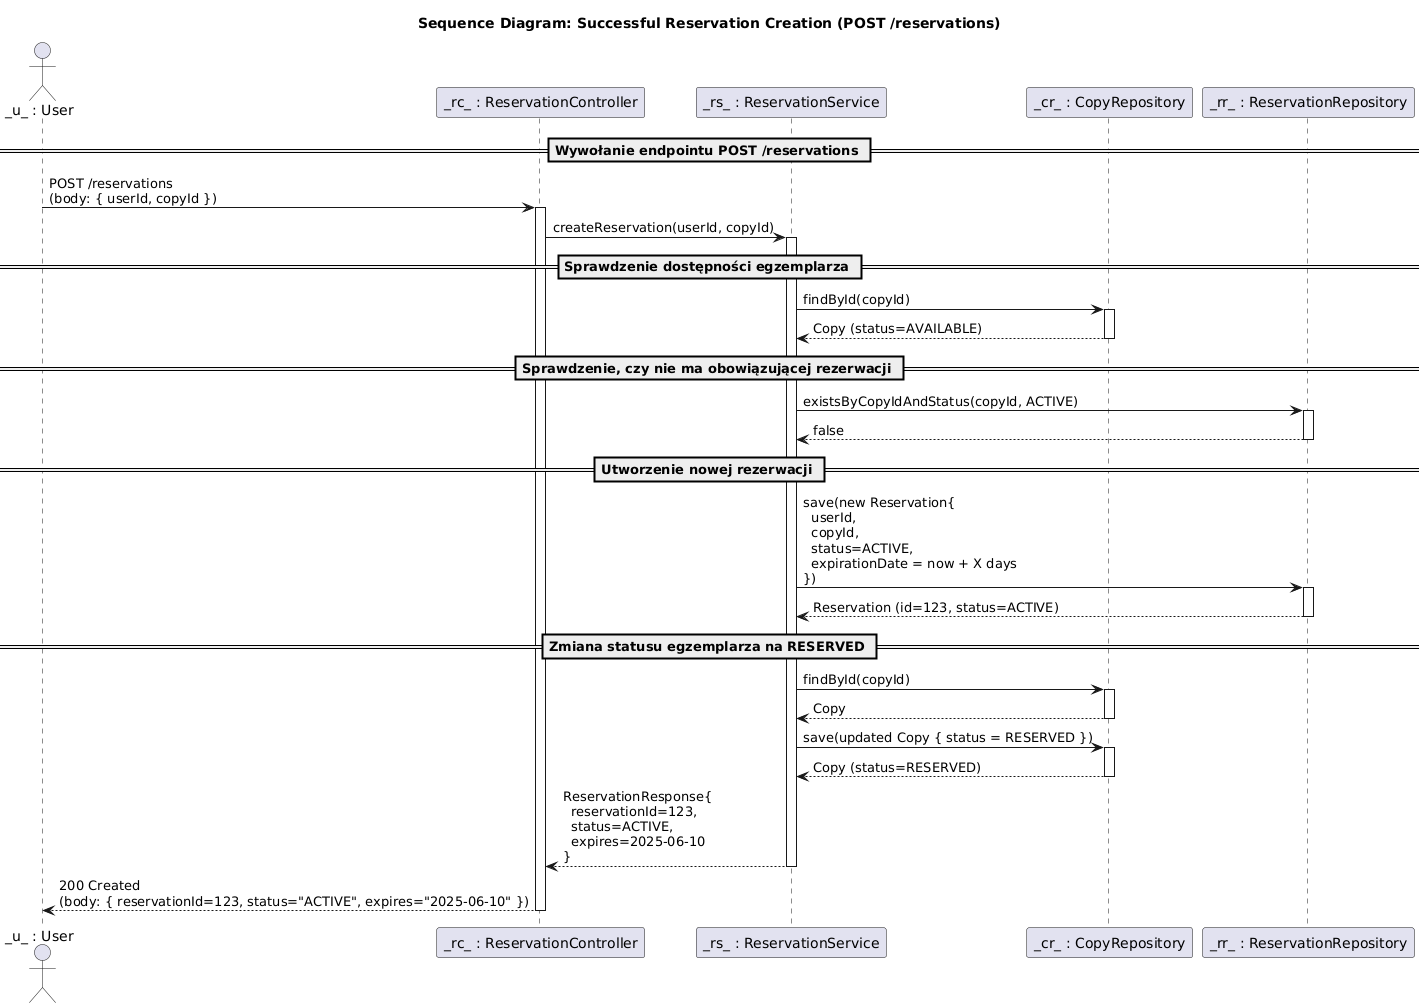 Sequence Diagram: Successful Reservation Creation (POST /reservations)
_u_ : User
_rc_ : ReservationController
_rs_ : ReservationService
_cr_ : CopyRepository
_rr_ : ReservationRepository
Wywołanie endpointu POST /reservations
POST /reservations
(body: { userId, copyId })
createReservation(userId, copyId)
Sprawdzenie dostępności egzemplarza
findById(copyId)
Copy (status=AVAILABLE)
Sprawdzenie, czy nie ma obowiązującej rezerwacji
existsByCopyIdAndStatus(copyId, ACTIVE)
false
Utworzenie nowej rezerwacji
save(new Reservation{
userId,
copyId,
status=ACTIVE,
expirationDate = now + X days
})
Reservation (id=123, status=ACTIVE)
Zmiana statusu egzemplarza na RESERVED
findById(copyId)
Copy
save(updated Copy { status = RESERVED })
Copy (status=RESERVED)
ReservationResponse{
reservationId=123,
status=ACTIVE,
expires=2025-06-10
}
200 Created
(body: { reservationId=123, status="ACTIVE", expires="2025-06-10" })
_u_ : User
_rc_ : ReservationController
_rs_ : ReservationService
_cr_ : CopyRepository
_rr_ : ReservationRepository